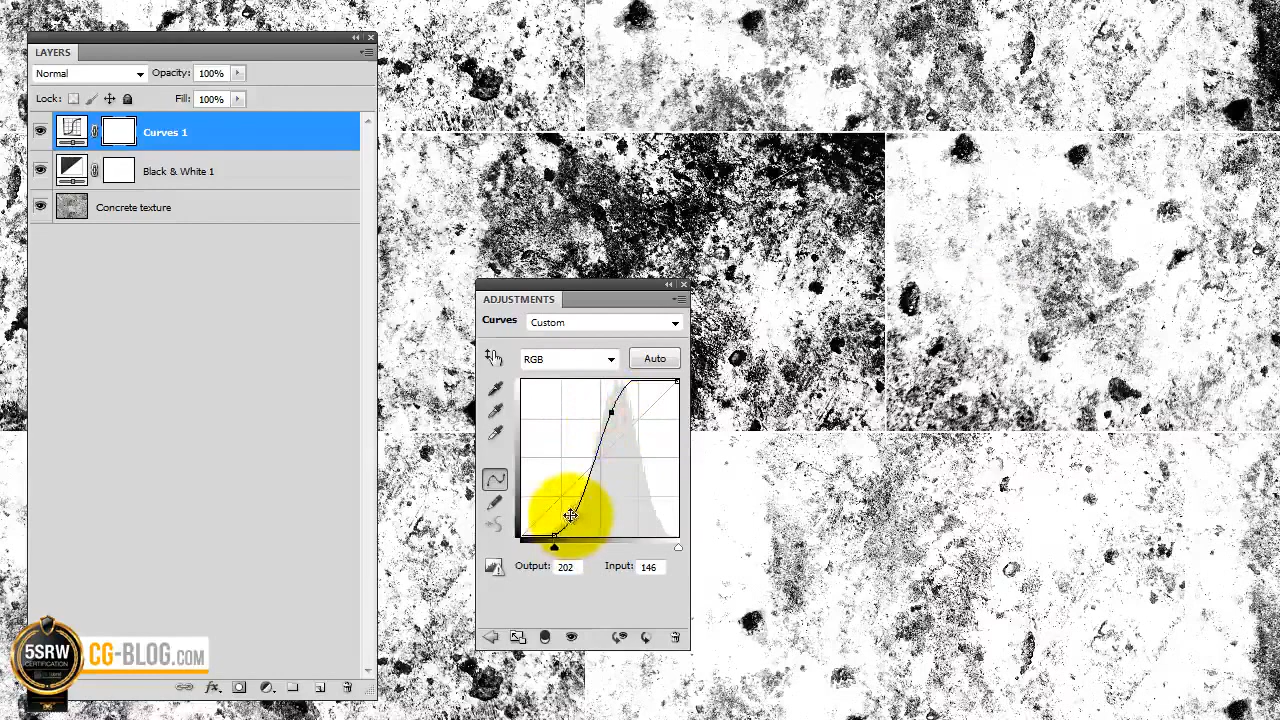 LAYERS
Normal
Opacity: 100%
Lock:
Fill: 100%
Curves 1
Black & White 1
Concrete texture
ADJUSTMENTS
Curves
Custom
RGB
Auto
Output: 202
Input: 146
5SRW
CERTIFICATION
CG-BLOG.COM